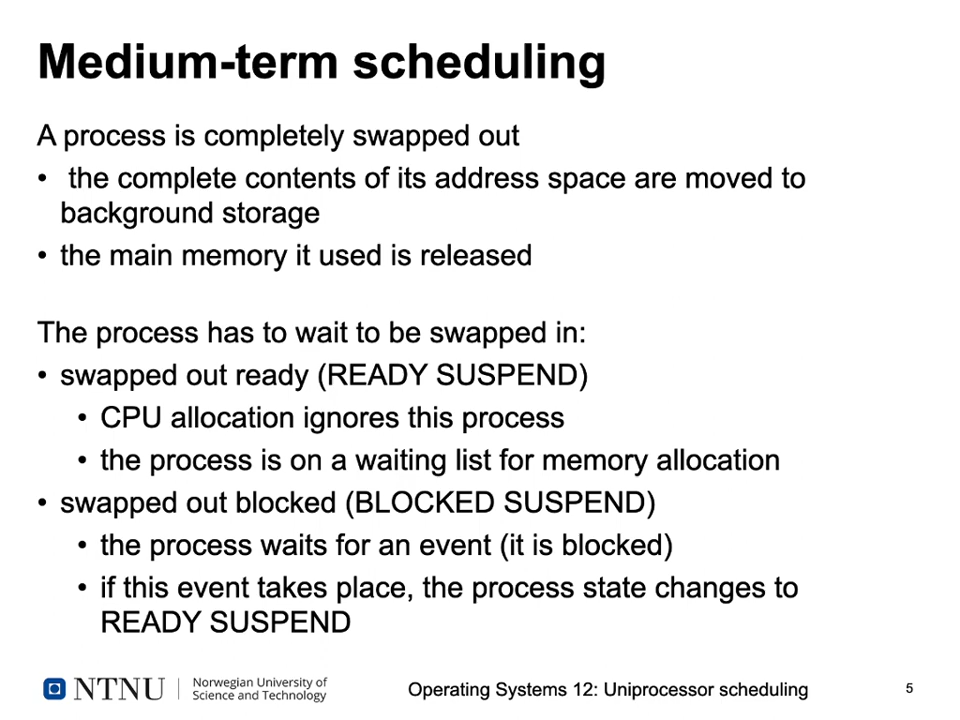 Medium-term scheduling
A process is completely swapped out
• the complete contents of its address space are moved to
background storage
• the main memory it used is released
The process has to wait to be swapped in:
• swapped out ready (READY SUSPEND)
• CPU allocation ignores this process
• the process is on a waiting list for memory allocation
• swapped out blocked (BLOCKED SUSPEND)
• the process waits for an event (it is blocked)
• if this event takes place, the process state changes to
READY SUSPEND
NTNU
Norwegian University of
Science and Technology
Operating Systems 12: Uniprocessor scheduling
5